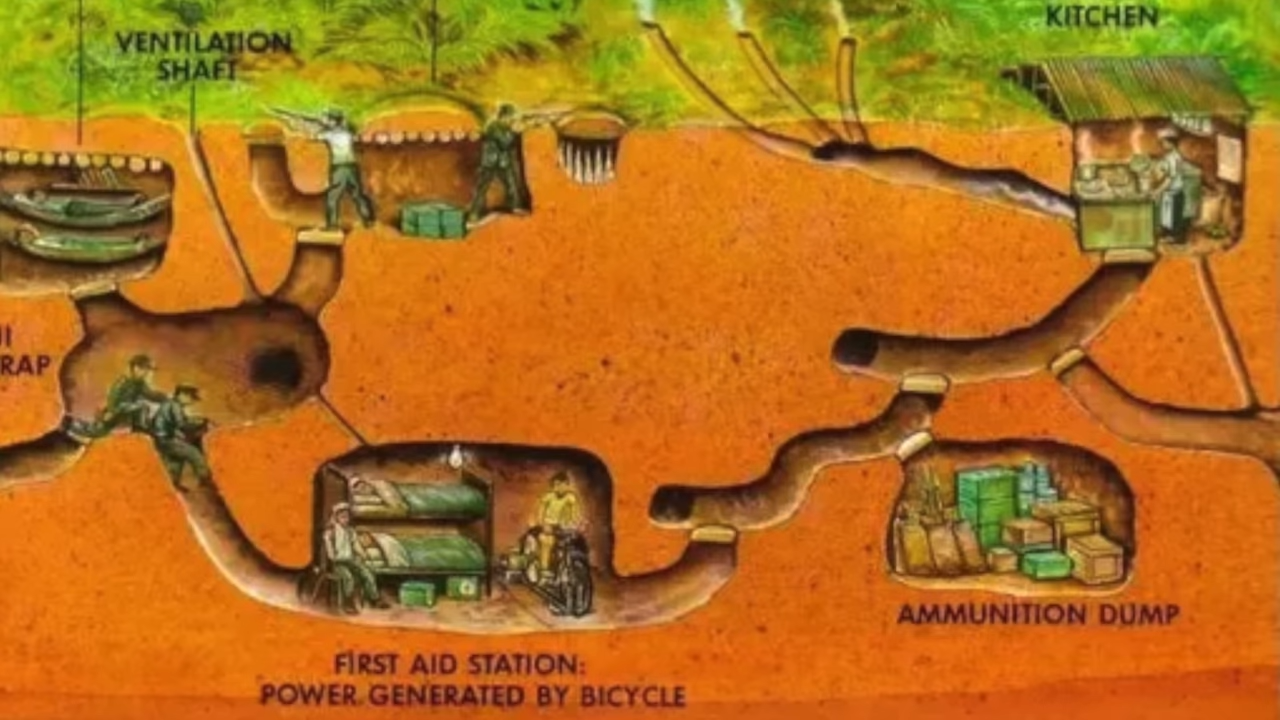 KITCHEN
VENTILATION
SHAFT
RAP
FIRST AID STATION:
POWER GENERATED BY BICYCLE
AMMUNITION DUMP